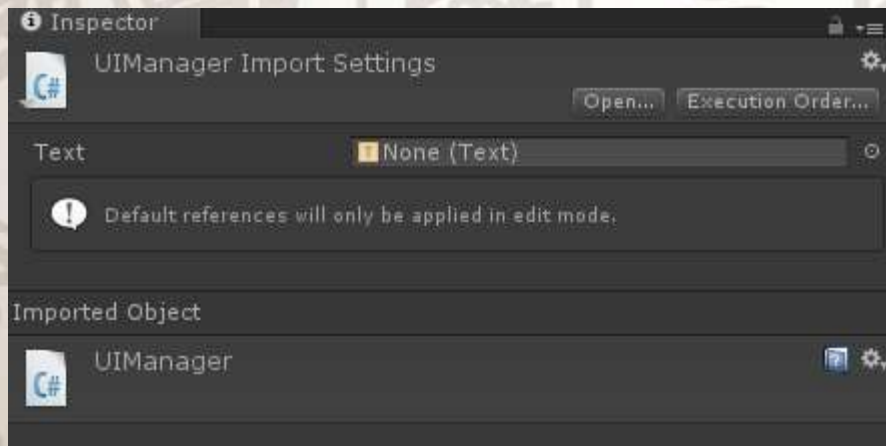 Inspector
UIManager Import Settings
C#
Open... Execution Order...
Text None (Text)
Default references will only be applied in edit mode.
Imported Object
UIManager
C#